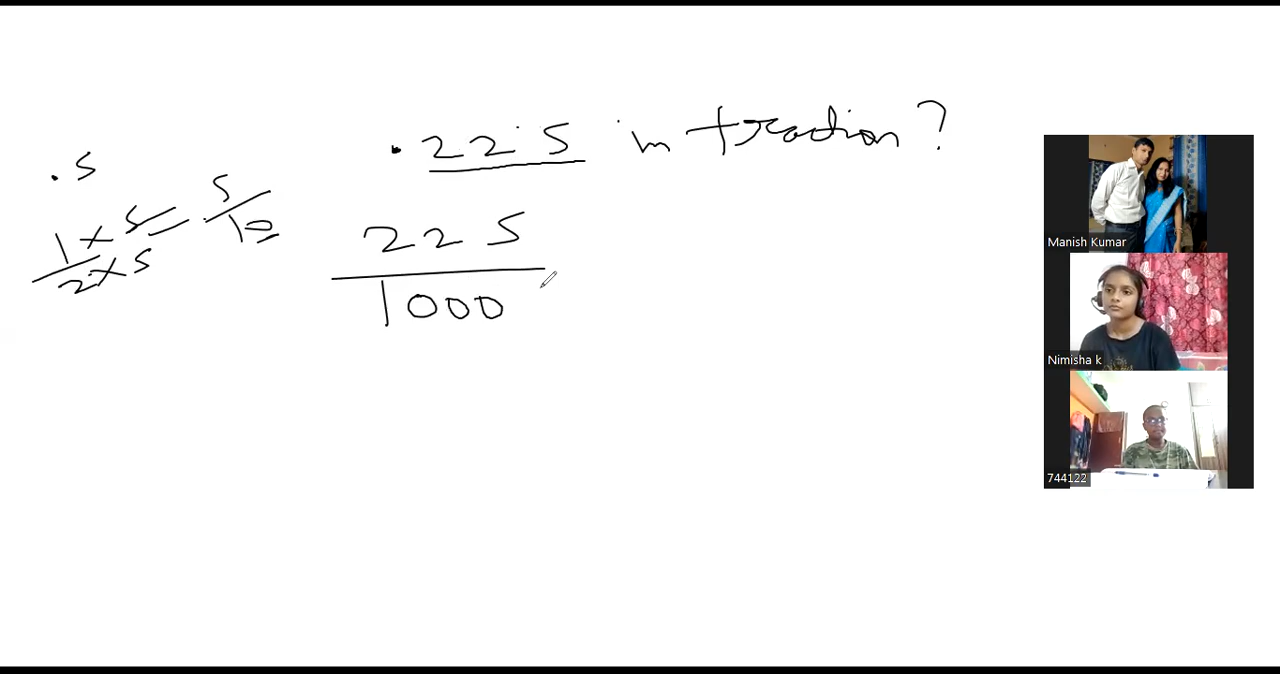 .225 in fraction?
.5
1 × 5 = 5
2 × 5 10
225
1000
Manish Kumar
Nimisha k
744122